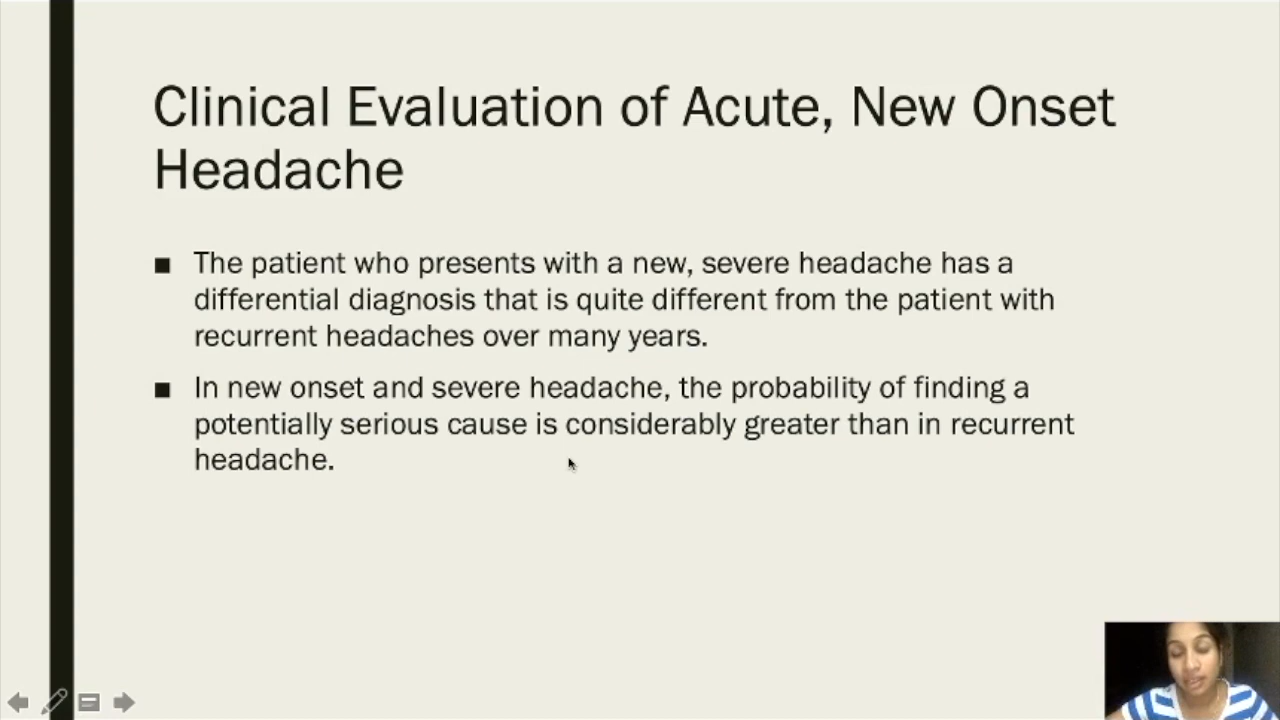 Clinical Evaluation of Acute, New Onset
Headache
■ The patient who presents with a new, severe headache has a
differential diagnosis that is quite different from the patient with
recurrent headaches over many years.
■ In new onset and severe headache, the probability of finding a
potentially serious cause is considerably greater than in recurrent
headache.